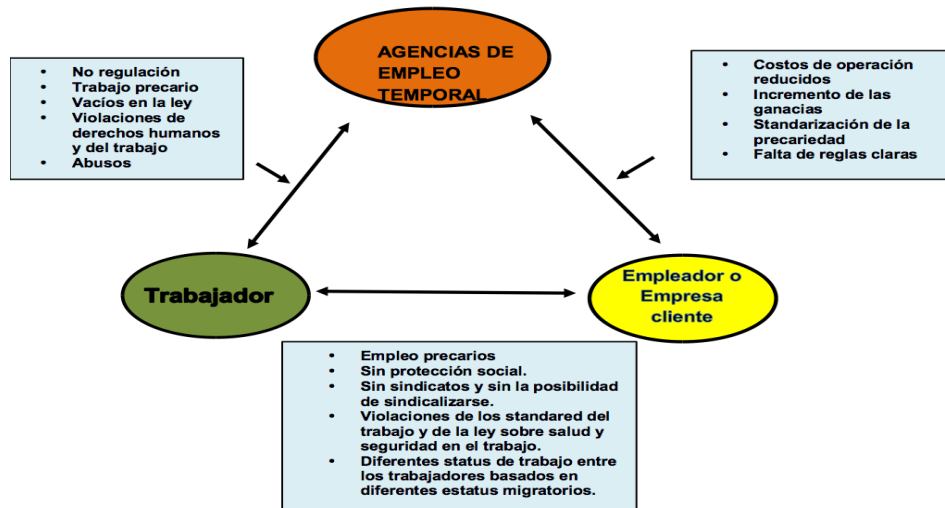 AGENCIAS DE
EMPLEO
TEMPORAL
• No regulación
• Trabajo precario
• Vacíos en la ley
• Violaciones de
derechos humanos
y del trabajo
• Abusos
• Costos de operación
reducidos
• Incremento de las
ganacias
• Standarización de la
precariedad
• Falta de reglas claras
Trabajador
Empleador o
Empresa
cliente
• Empleo precarios
• Sin protección social.
• Sin sindicatos y sin la posibilidad
de sindicalizarse.
• Violaciones de los standared del
trabajo y de la ley sobre salud y
seguridad en el trabajo.
• Diferentes status de trabajo entre
los trabajadores basados en
diferentes estatus migratorios.